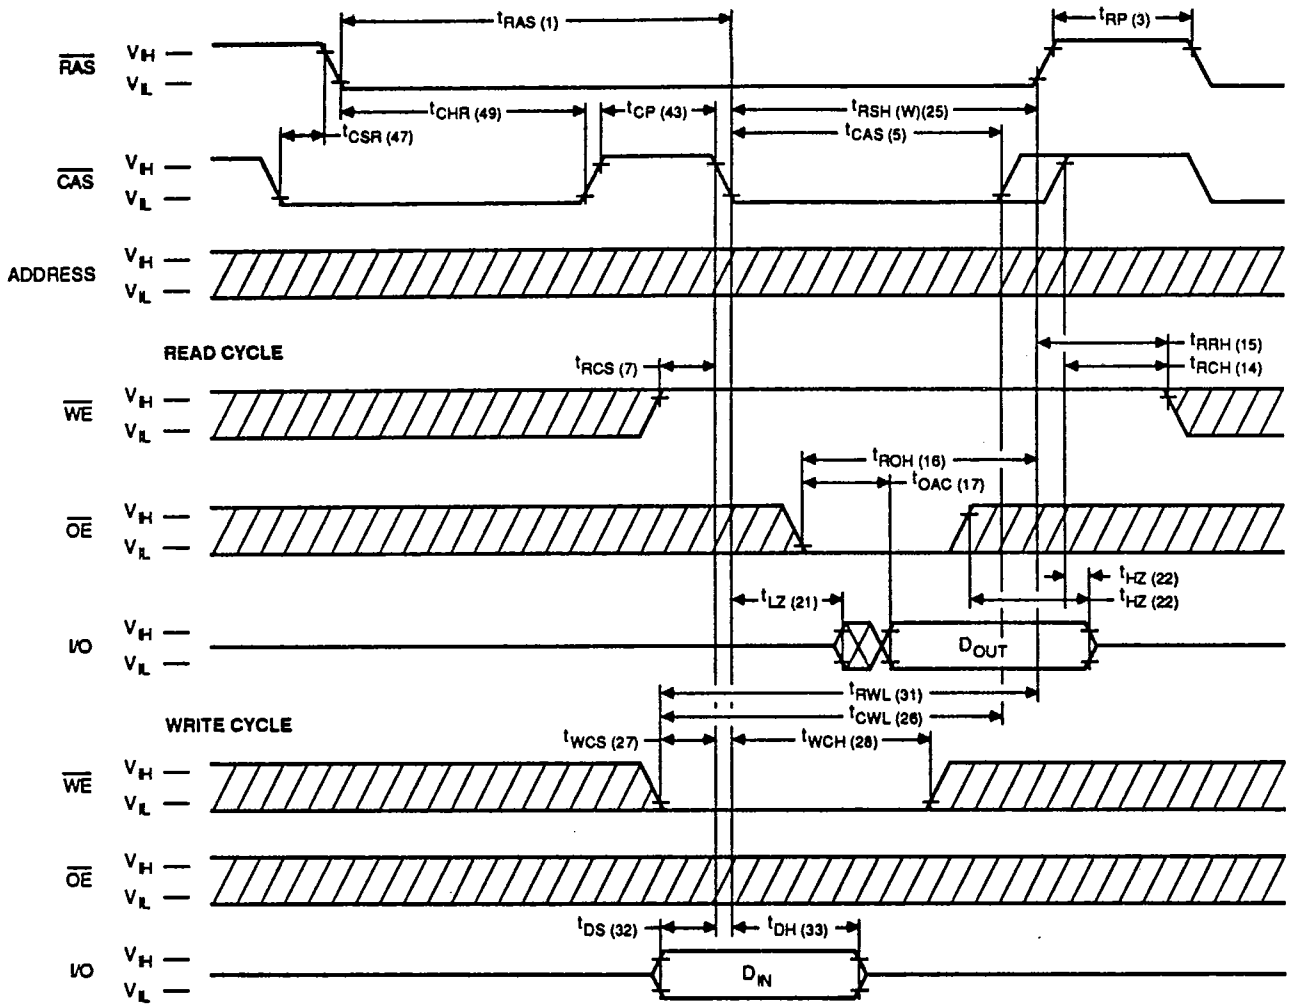 tRAS (1)
tRP (3)
RAS
VIH
VIL
tCHR (49)
tCP (43)
tRSH (W)(25)
tCSR (47)
tCAS (5)
CAS
VIH
VIL
ADDRESS
VIH
VIL
READ CYCLE
tRCS (7)
tRRH (15)
tRCH (14)
WE
VIH
VIL
tROH (16)
tOAC (17)
OE
VIH
VIL
tHZ (22)
tLZ (21)
tHZ (22)
I/O
VIH
VIL
DOUT
tRWL (31)
WRITE CYCLE
tCWL (26)
tWCS (27)
tWCH (28)
WE
VIH
VIL
OE
VIH
VIL
tDS (32)
tDH (33)
I/O
VIH
VIL
DIN